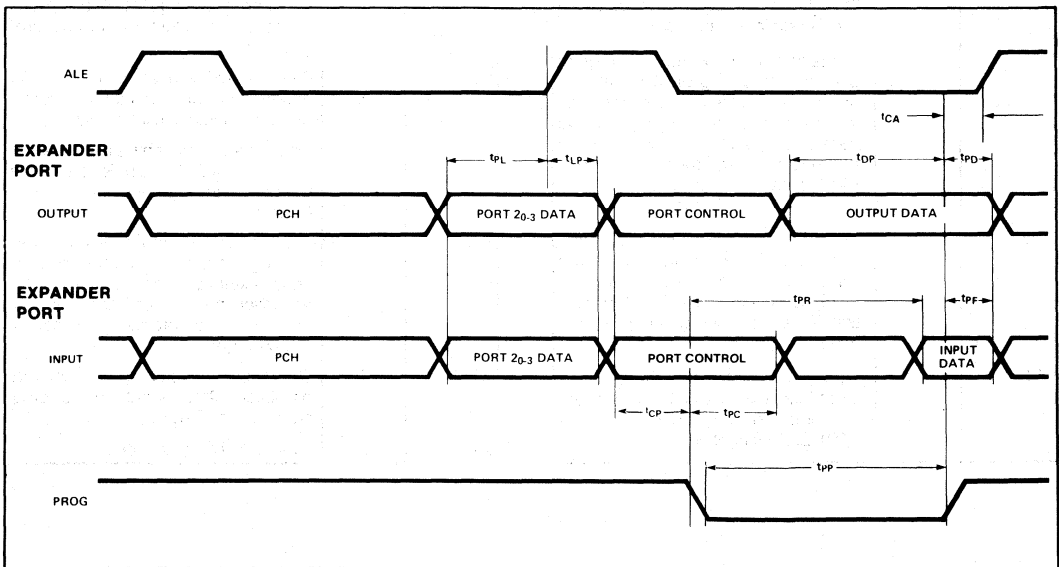 ALE
tCA
EXPANDER
PORT
tPL
tLP
tDP
tPD
OUTPUT
PCH
PORT 20-3 DATA
PORT CONTROL
OUTPUT DATA
EXPANDER
PORT
tPR
tPF
INPUT
PCH
PORT 20-3 DATA
PORT CONTROL
INPUT
DATA
tCP
tPC
tPP
PROG